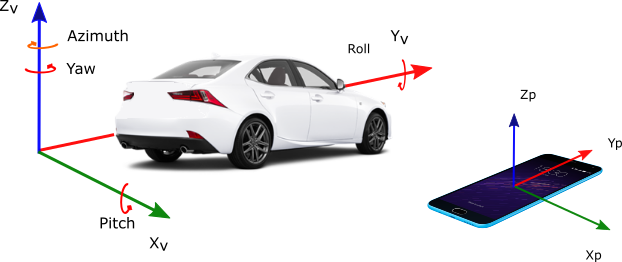 Zv
Azimuth
Yaw
Roll
Yv
Pitch
Xv
Zp
Yp
Xp